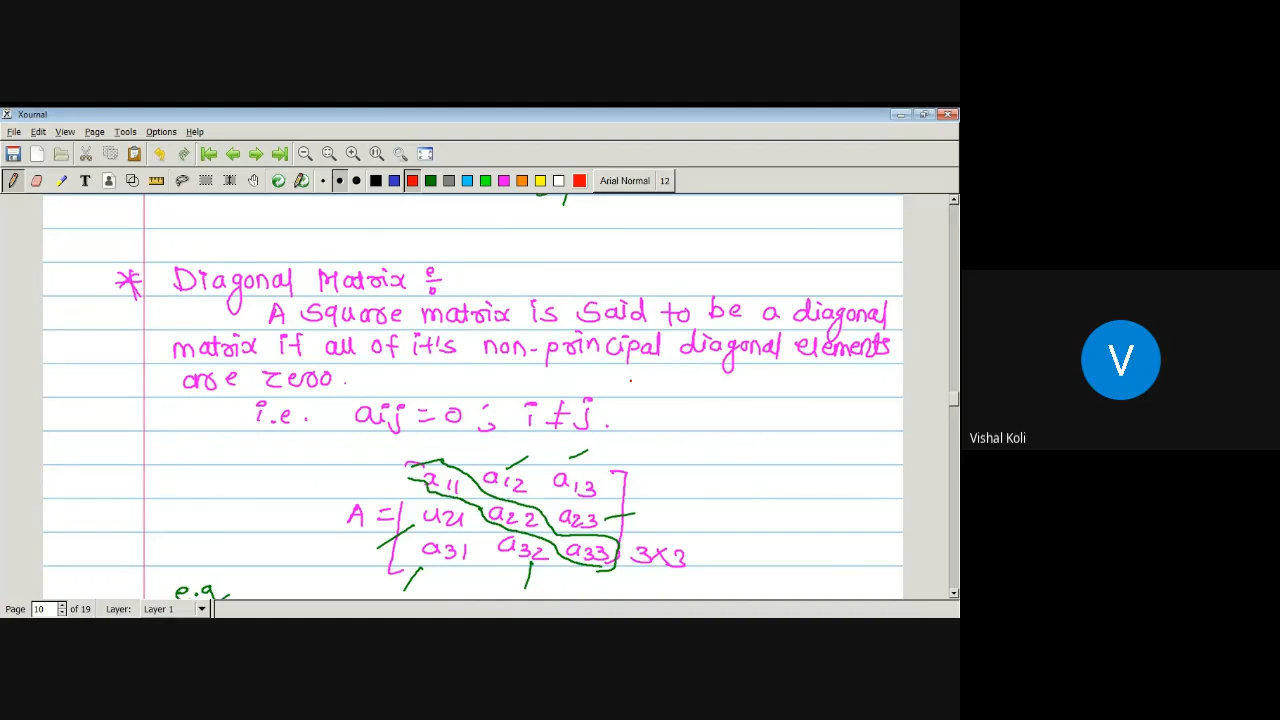 Xournal
File Edit View Page Tools Options Help
T Arial Normal 12
* Diagonal Matrix :-
A Square matrix is said to be a diagonal
matrix if all of it's non-principal diagonal elements
are zero.
i.e. aij = 0 ; i ≠ j.
a11 a12 a13
A = a21 a22 a23
a31 a32 a33 3×3
e.g
Page 10 of 19 Layer: Layer 1
V
Vishal Koli